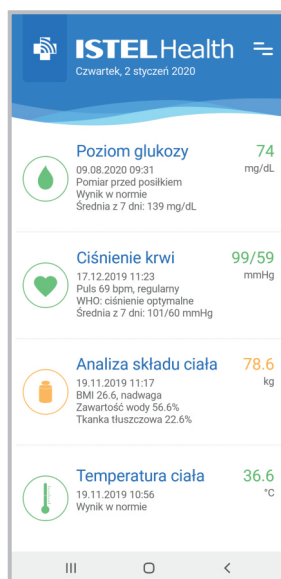 ISTEL Health
Czwartek, 2 styczeń 2020
Poziom glukozy 74
09.08.2020 09:31 mg/dL
Pomiar przed posiłkiem
Wynik w normie
Średnia z 7 dni: 139 mg/dL
Ciśnienie krwi 99/59
17.12.2019 11:23 mmHg
Puls 69 bpm, regularny
WHO: ciśnienie optymalne
Średnia z 7 dni: 101/60 mmHg
Analiza składu ciała 78.6
19.11.2019 11:17 kg
BMI 26.6, nadwaga
Zawartość wody 56.6%
Tkanka tłuszczowa 22.6%
Temperatura ciała 36.6
19.11.2019 10:56 °C
Wynik w normie